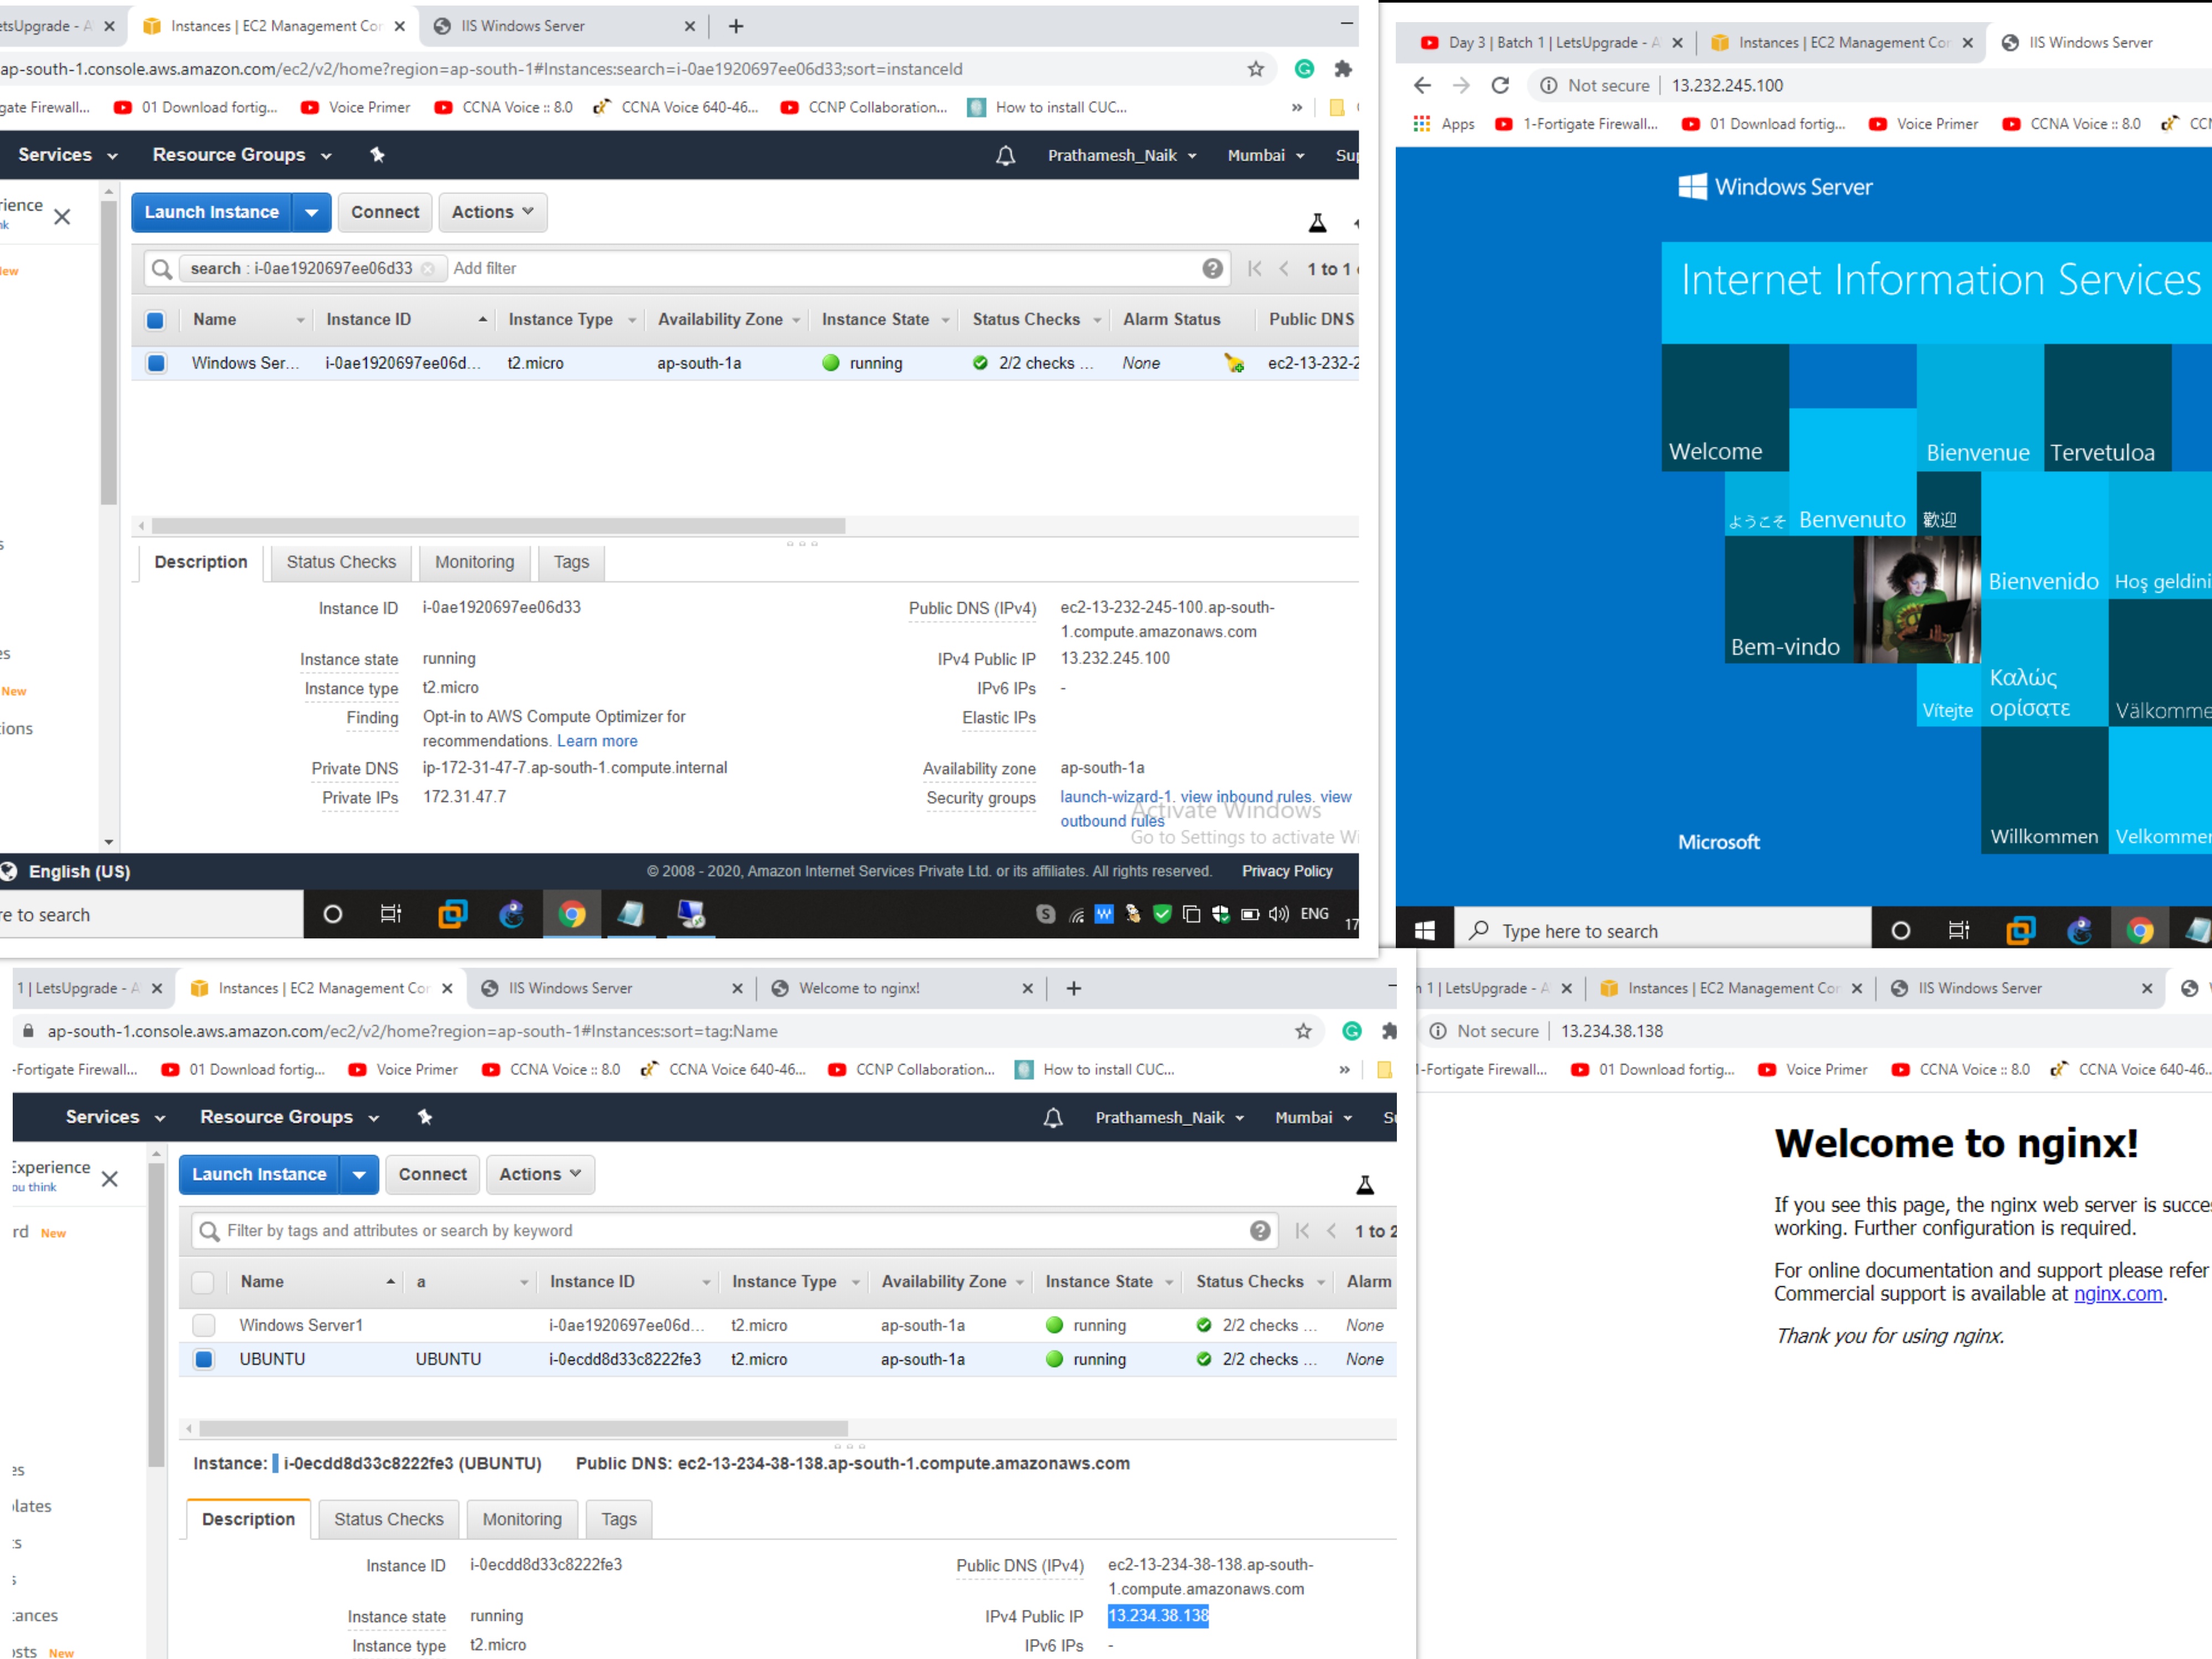 etsUpgrade - A
Instances | EC2 Management Con
IIS Windows Server
ap-south-1.console.aws.amazon.com/ec2/v2/home?region=ap-south-1#Instances:search=i-0ae1920697ee06d33;sort=instanceId
gate Firewall...
01 Download fortig...
Voice Primer
CCNA Voice :: 8.0
CCNA Voice 640-46...
CCNP Collaboration...
How to install CUC...
Services
Resource Groups
Prathamesh_Naik
Mumbai
Sup
rience
nk
Launch Instance
Connect
Actions
search : i-0ae1920697ee06d33
Add filter
1 to 1
Name
Instance ID
Instance Type
Availability Zone
Instance State
Status Checks
Alarm Status
Public DNS
Windows Ser...
i-0ae1920697ee06d...
t2.micro
ap-south-1a
running
2/2 checks ...
None
ec2-13-232-2
Description
Status Checks
Monitoring
Tags
Instance ID i-0ae1920697ee06d33
Public DNS (IPv4) ec2-13-232-245-100.ap-south-
1.compute.amazonaws.com
Instance state running
IPv4 Public IP 13.232.245.100
Instance type t2.micro
IPv6 IPs -
Finding Opt-in to AWS Compute Optimizer for
recommendations. Learn more
Elastic IPs
Private DNS ip-172-31-47-7.ap-south-1.compute.internal
Availability zone ap-south-1a
Private IPs 172.31.47.7
Security groups launch-wizard-1. view inbound rules. view
outbound rules
Activate Windows
Go to Settings to activate Wi
es
New
ions
English (US)
© 2008 - 2020, Amazon Internet Services Private Ltd. or its affiliates. All rights reserved.
Privacy Policy
re to search
ENG
17
Day 3 | Batch 1 | LetsUpgrade - A
Instances | EC2 Management Con
IIS Windows Server
Not secure | 13.232.245.100
Apps
1-Fortigate Firewall...
01 Download fortig...
Voice Primer
CCNA Voice :: 8.0
CCN
Windows Server
Internet Information Services
Welcome
Bienvenue
Tervetuloa
ようこそ
Benvenuto
歡迎
Bienvenido
Hoş geldini
Bem-vindo
Vítejte
Καλώς
ορίσατε
Välkomme
Willkommen
Velkommen
Microsoft
Type here to search
1 | LetsUpgrade - A
Instances | EC2 Management Con
IIS Windows Server
Welcome to nginx!
ap-south-1.console.aws.amazon.com/ec2/v2/home?region=ap-south-1#Instances:sort=tag:Name
-Fortigate Firewall...
01 Download fortig...
Voice Primer
CCNA Voice :: 8.0
CCNA Voice 640-46...
CCNP Collaboration...
How to install CUC...
Services
Resource Groups
Prathamesh_Naik
Mumbai
Experience
ou think
rd New
Launch Instance
Connect
Actions
Filter by tags and attributes or search by keyword
1 to 2
Name
a
Instance ID
Instance Type
Availability Zone
Instance State
Status Checks
Alarm
Windows Server1
i-0ae1920697ee06d...
t2.micro
ap-south-1a
running
2/2 checks ...
None
UBUNTU
UBUNTU
i-0ecdd8d33c8222fe3
t2.micro
ap-south-1a
running
2/2 checks ...
None
Instance: i-0ecdd8d33c8222fe3 (UBUNTU)
Public DNS: ec2-13-234-38-138.ap-south-1.compute.amazonaws.com
Description
Status Checks
Monitoring
Tags
Instance ID i-0ecdd8d33c8222fe3
Public DNS (IPv4) ec2-13-234-38-138.ap-south-
1.compute.amazonaws.com
Instance state running
IPv4 Public IP 13.234.38.138
Instance type t2.micro
IPv6 IPs -
es
lates
ances
sts New
1 | LetsUpgrade - A
Instances | EC2 Management Con
IIS Windows Server
Not secure | 13.234.38.138
-Fortigate Firewall...
01 Download fortig...
Voice Primer
CCNA Voice :: 8.0
CCNA Voice 640-46...
Welcome to nginx!
If you see this page, the nginx web server is succe
working. Further configuration is required.
For online documentation and support please refer
Commercial support is available at nginx.com.
Thank you for using nginx.